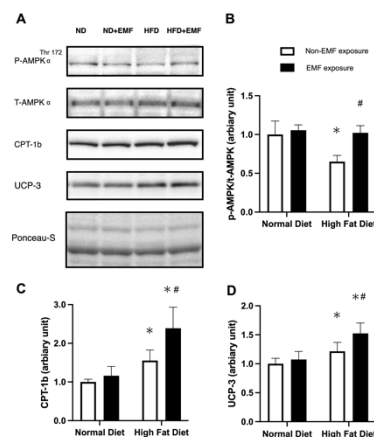 A
ND ND+EMF HFD HFD+EMF
P-AMPKα Thr 172
T-AMPK α
CPT-1b
UCP-3
Ponceau-S
B
Non-EMF exposure
EMF exposure
p-AMPK/t-AMPK (arbiary unit)
1.5
1.0
0.5
0.0
*
#
Normal Diet High Fat Diet
C
CPT-1b (arbiary unit)
3.0
2.0
1.0
0.0
*
* #
Normal Diet High Fat Diet
D
UCP-3 (arbiary unit)
2.0
1.5
1.0
0.5
0.0
*
*#
Normal Diet High Fat Diet